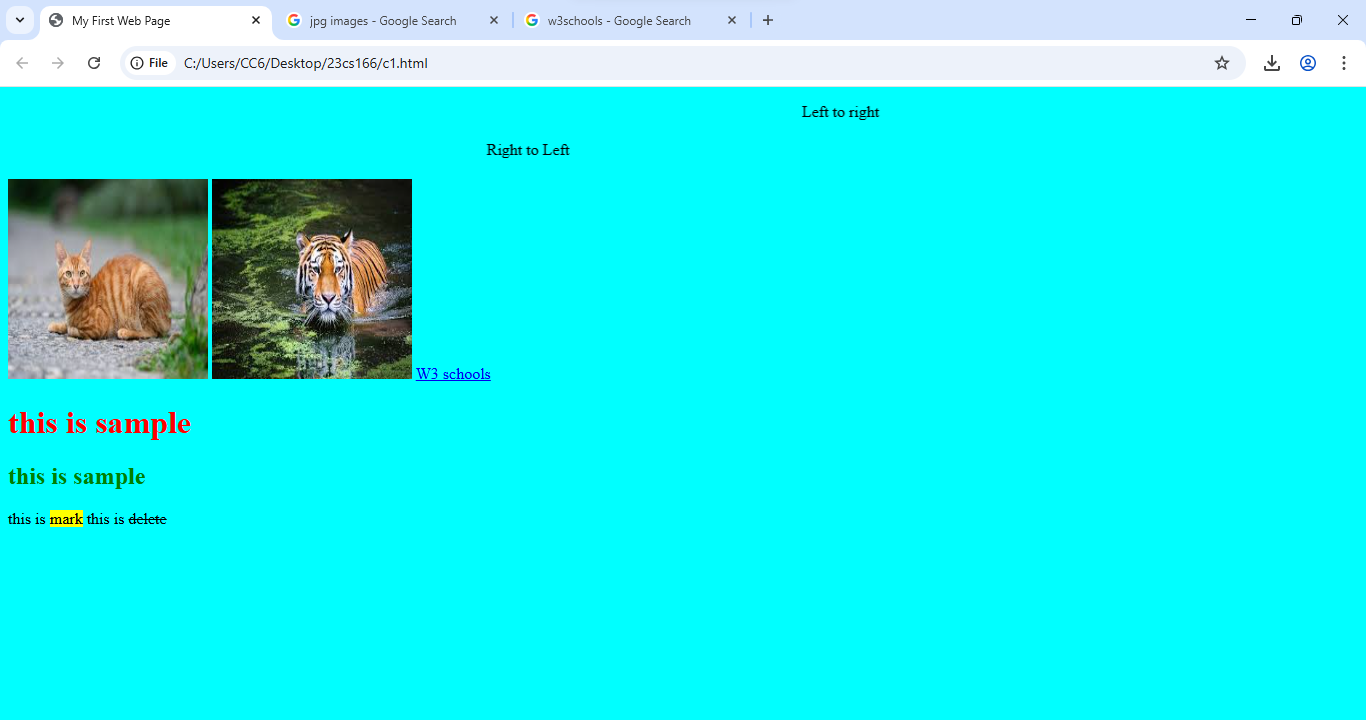 My First Web Page
jpg images - Google Search
w3schools - Google Search
File
C:/Users/CC6/Desktop/23cs166/c1.html
Left to right
Right to Left
W3 schools
this is sample
this is sample
this is mark this is delete